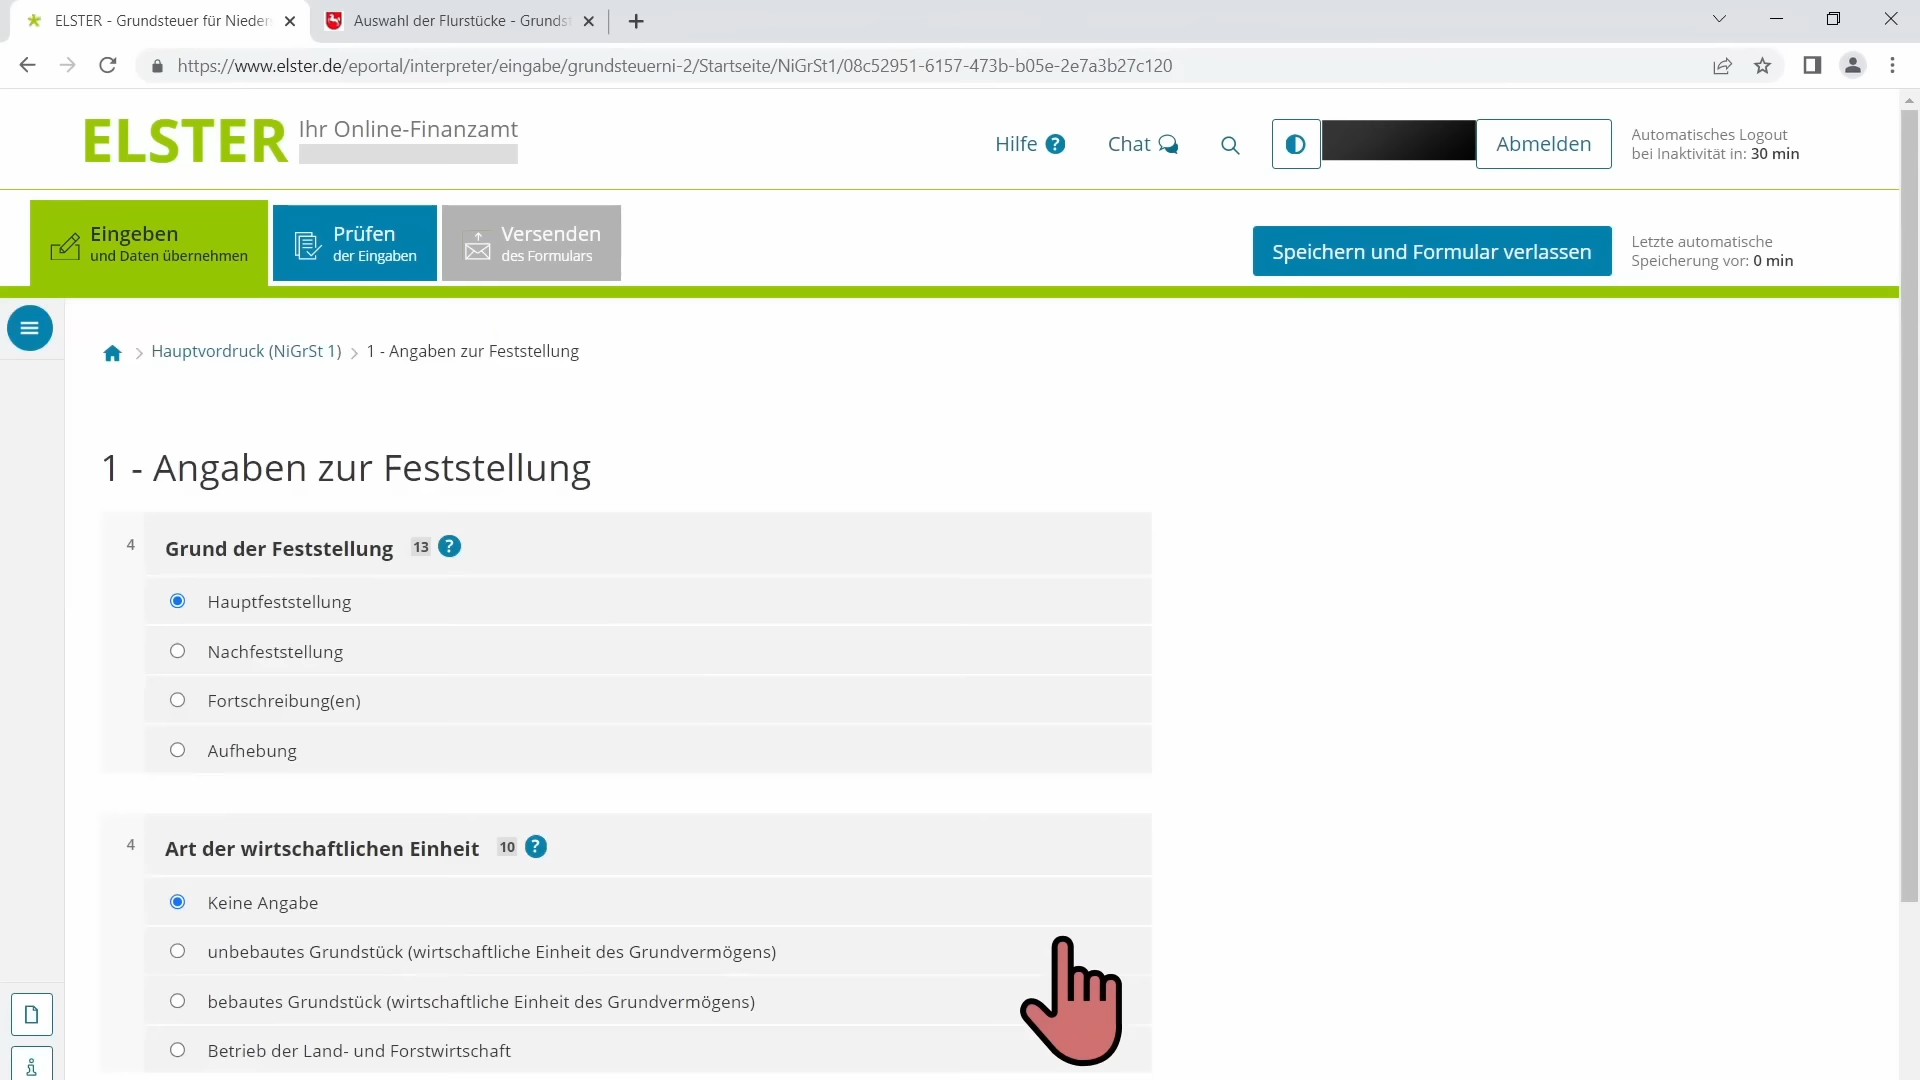 ELSTER - Grundsteuer für Nieders
Auswahl der Flurstücke - Grundst
https://www.elster.de/eportal/interpreter/eingabe/grundsteuerni-2/Startseite/NiGrSt1/08c52951-6157-473b-b05e-2e7a3b27c120
ELSTER Ihr Online-Finanzamt
Hilfe ?
Chat
Abmelden
Automatisches Logout
bei Inaktivität in: 30 min
Eingeben
und Daten übernehmen
Prüfen
der Eingaben
Versenden
des Formulars
Speichern und Formular verlassen
Letzte automatische
Speicherung vor: 0 min
Hauptvordruck (NiGrSt 1) > 1 - Angaben zur Feststellung
1 - Angaben zur Feststellung
4 Grund der Feststellung 13 ?
Hauptfeststellung
Nachfeststellung
Fortschreibung(en)
Aufhebung
4 Art der wirtschaftlichen Einheit 10 ?
Keine Angabe
unbebautes Grundstück (wirtschaftliche Einheit des Grundvermögens)
bebautes Grundstück (wirtschaftliche Einheit des Grundvermögens)
Betrieb der Land- und Forstwirtschaft